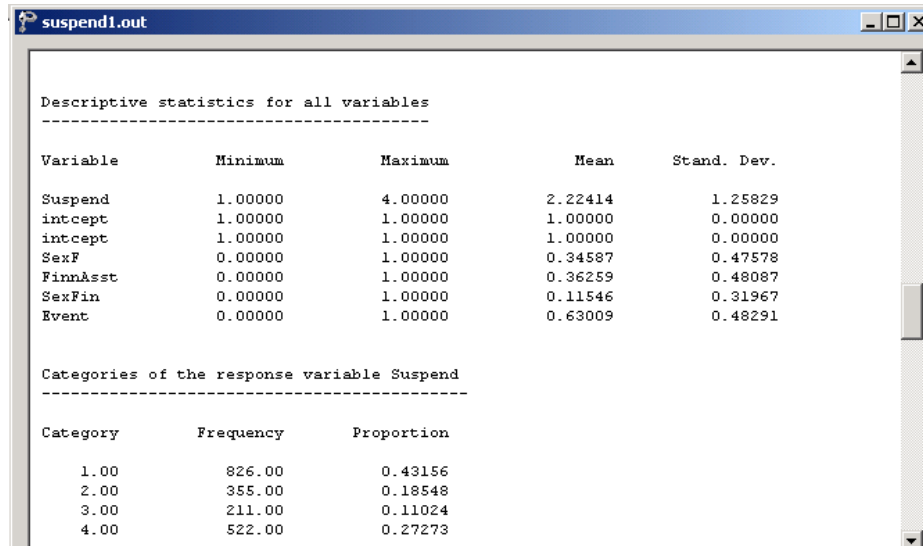 suspend1.out
Descriptive statistics for all variables
----------------------------------------
Variable Minimum Maximum Mean Stand. Dev.
Suspend 1.00000 4.00000 2.22414 1.25829
intcept 1.00000 1.00000 1.00000 0.00000
intcept 1.00000 1.00000 1.00000 0.00000
SexF 0.00000 1.00000 0.34587 0.47578
FinnAsst 0.00000 1.00000 0.36259 0.48087
SexFin 0.00000 1.00000 0.11546 0.31967
Event 0.00000 1.00000 0.63009 0.48291
Categories of the response variable Suspend
--------------------------------------------
Category Frequency Proportion
1.00 826.00 0.43156
2.00 355.00 0.18548
3.00 211.00 0.11024
4.00 522.00 0.27273